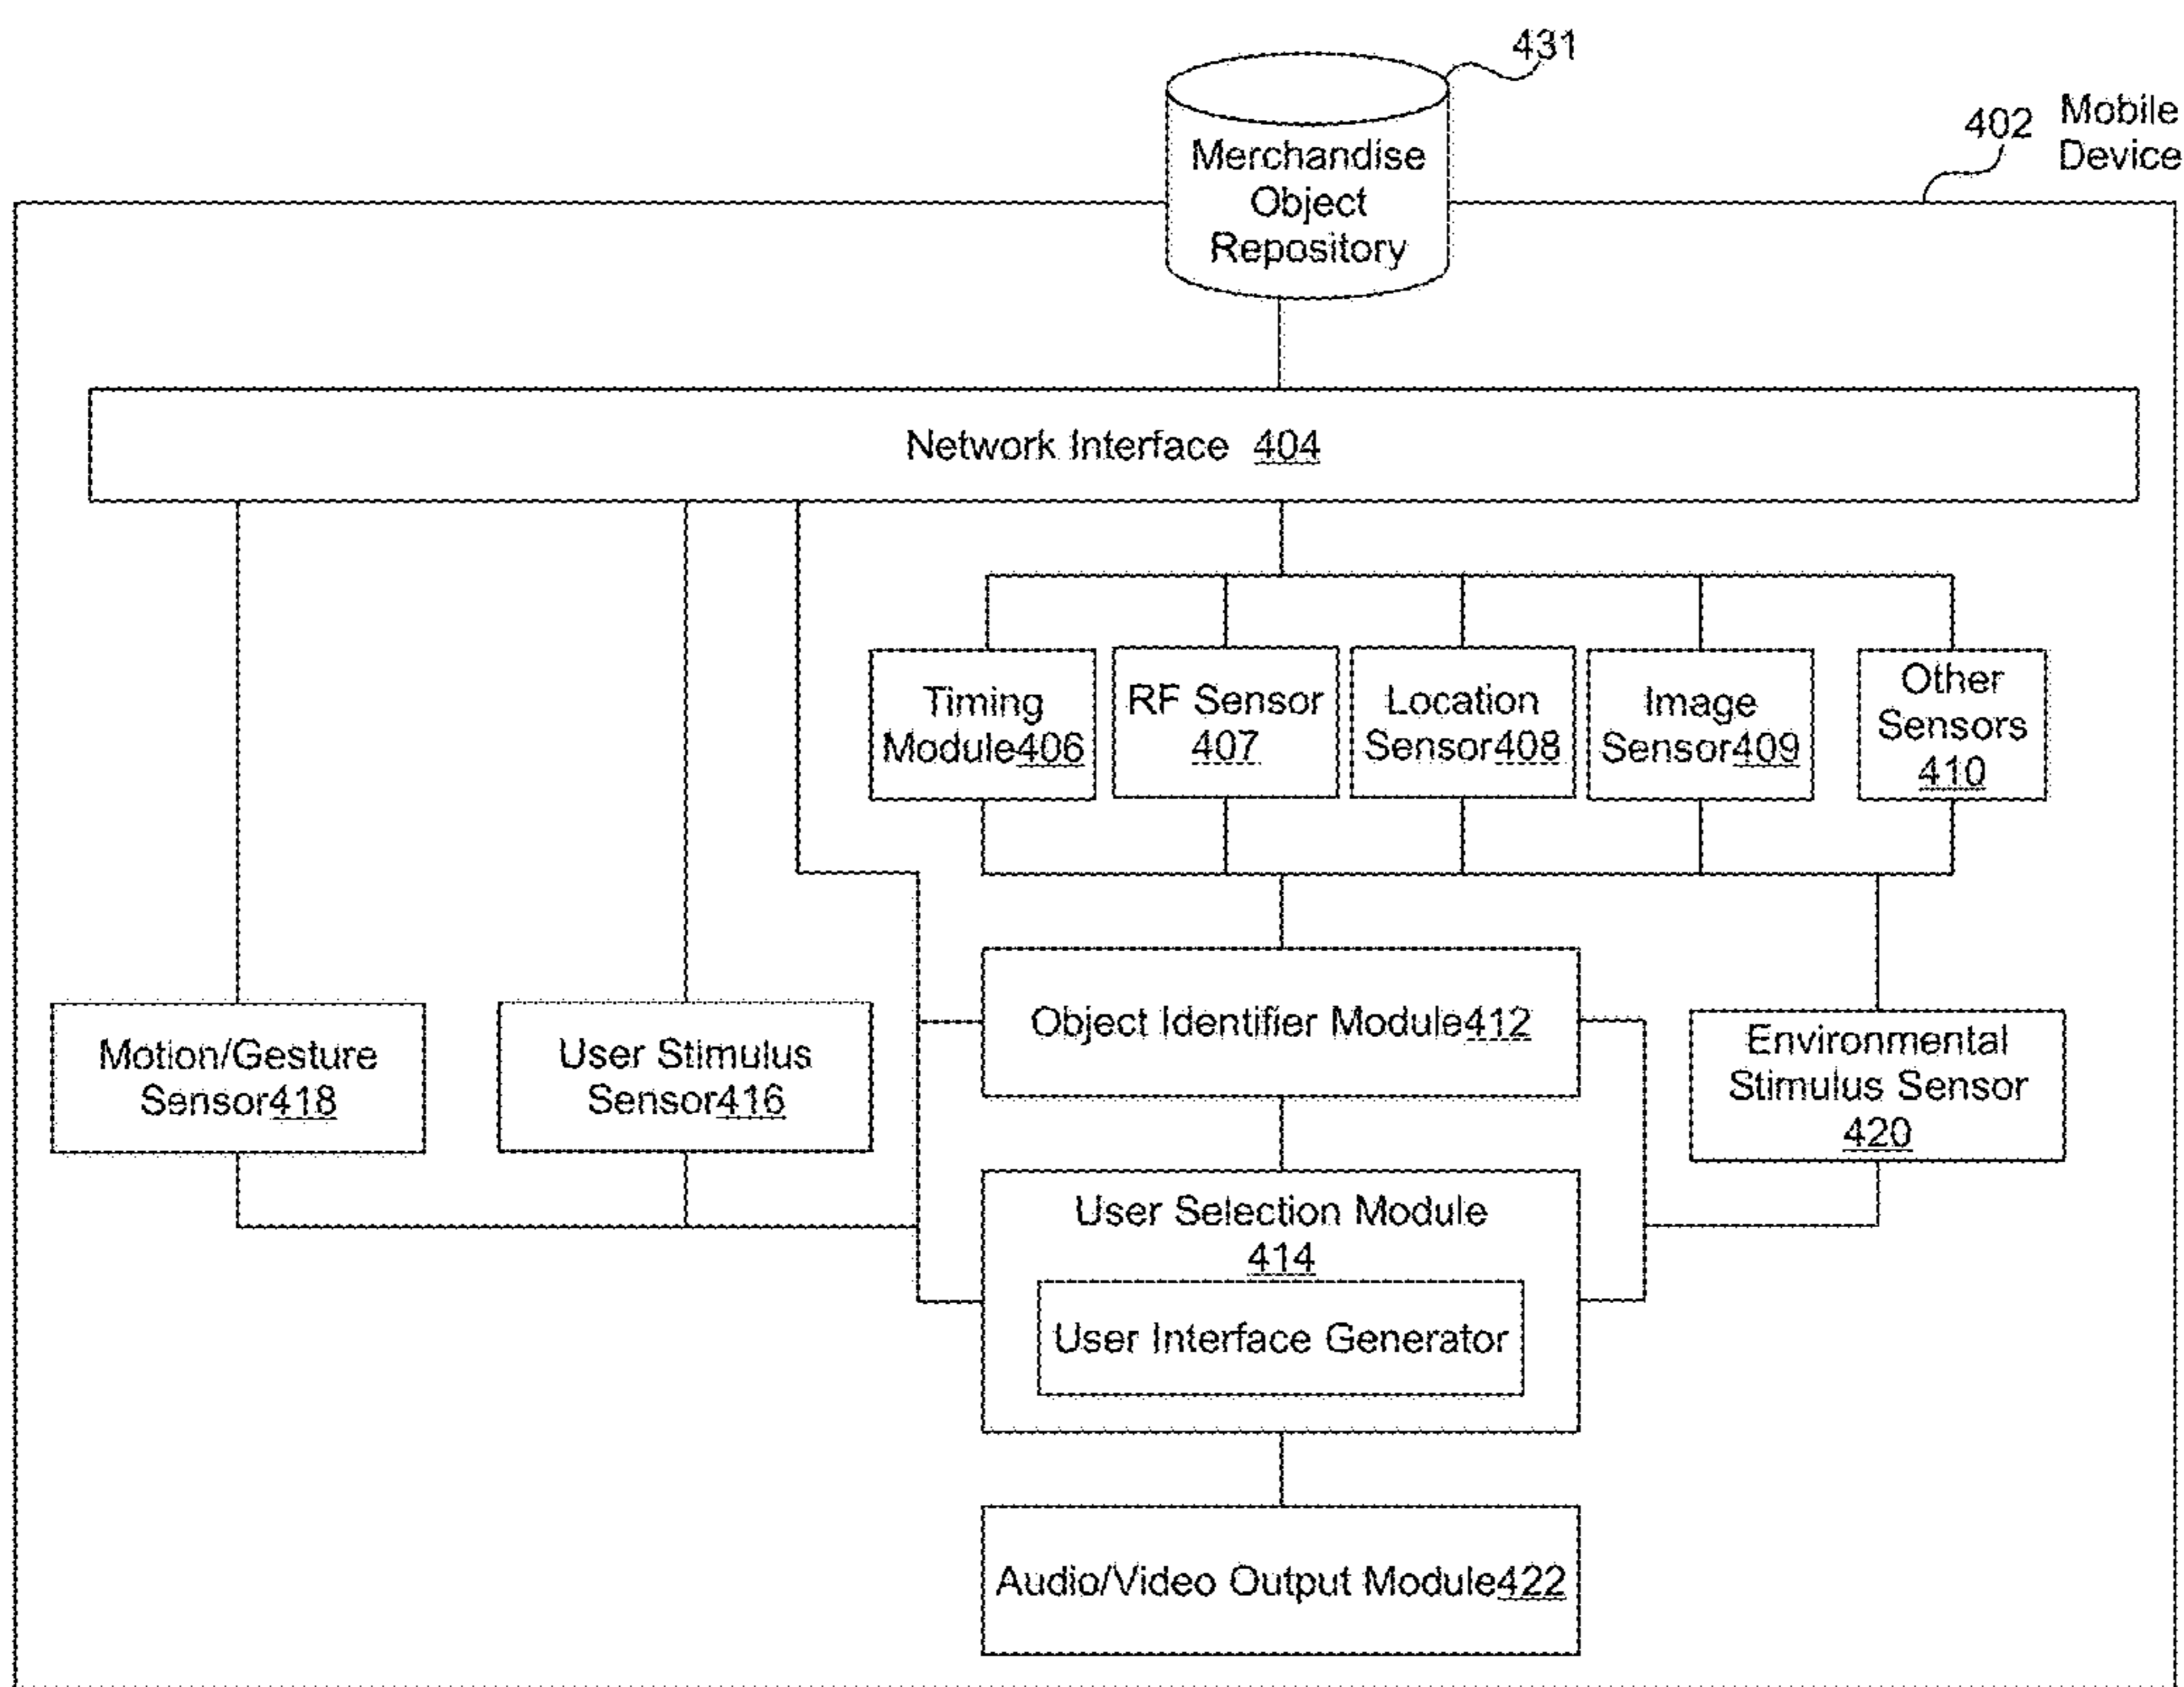 431
402 Mobile
Device
Merchandise
Object
Repository
Network Interface 404
Timing
Module406
RF Sensor
407
Location
Sensor408
Image
Sensor409
Other
Sensors
410
Object Identifier Module412
Motion/Gesture
Sensor418
User Stimulus
Sensor416
Environmental
Stimulus Sensor
420
User Selection Module
414
User Interface Generator
Audio/Video Output Module422